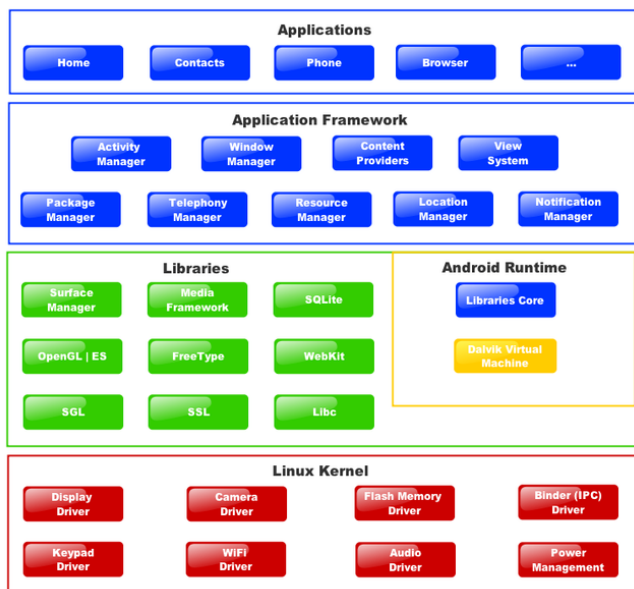 Applications
Home
Contacts
Phone
Browser
...
Application Framework
Activity
Manager
Window
Manager
Content
Providers
View
System
Package
Manager
Telephony
Manager
Resource
Manager
Location
Manager
Notification
Manager
Libraries
Surface
Manager
Media
Framework
SQLite
OpenGL | ES
FreeType
WebKit
SGL
SSL
Libc
Android Runtime
Libraries Core
Dalvik Virtual
Machine
Linux Kernel
Display
Driver
Camera
Driver
Flash Memory
Driver
Binder (IPC)
Driver
Keypad
Driver
WiFi
Driver
Audio
Driver
Power
Management